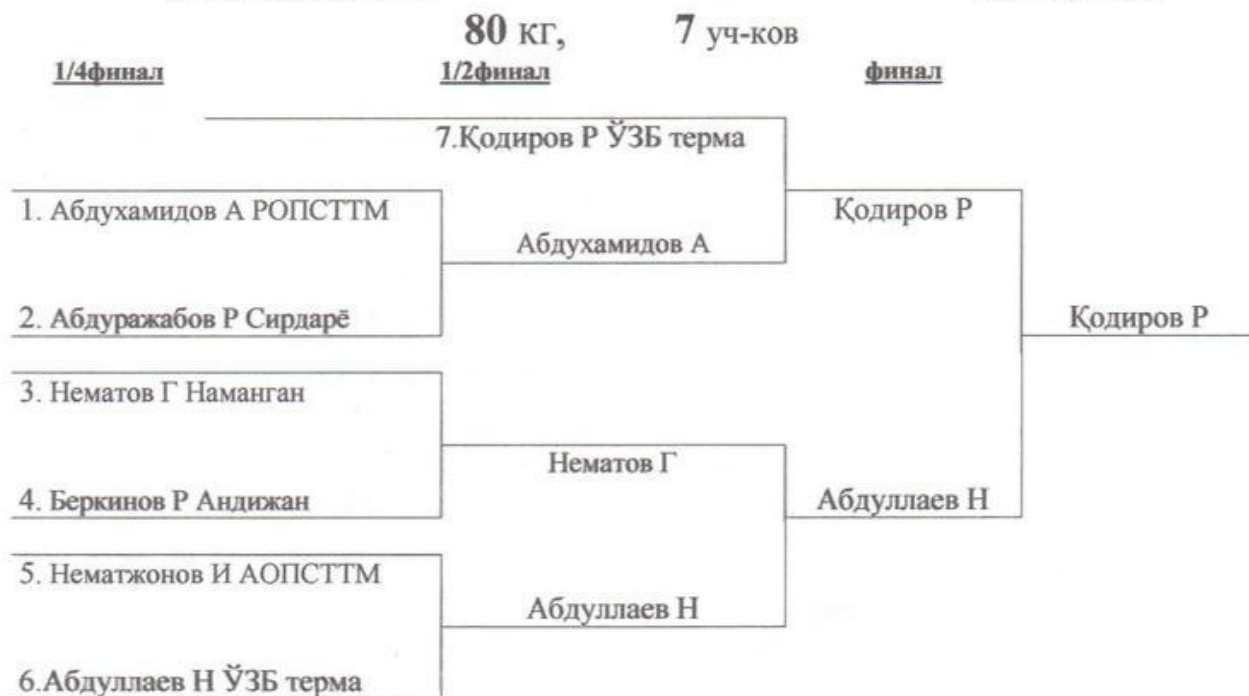 80 КГ, 7 уч-ков
1/4финал 1/2финал финал
7.Қодиров Р ЎЗБ терма
1. Абдухамидов А РОПСТТМ
Қодиров Р
Абдухамидов А
2. Абдуражабов Р Сирдарё
Қодиров Р
3. Нематов Г Наманган
Нематов Г
4. Беркинов Р Андижан
Абдуллаев Н
5. Нематжонов И АОПСТТМ
Абдуллаев Н
6.Абдуллаев Н ЎЗБ терма